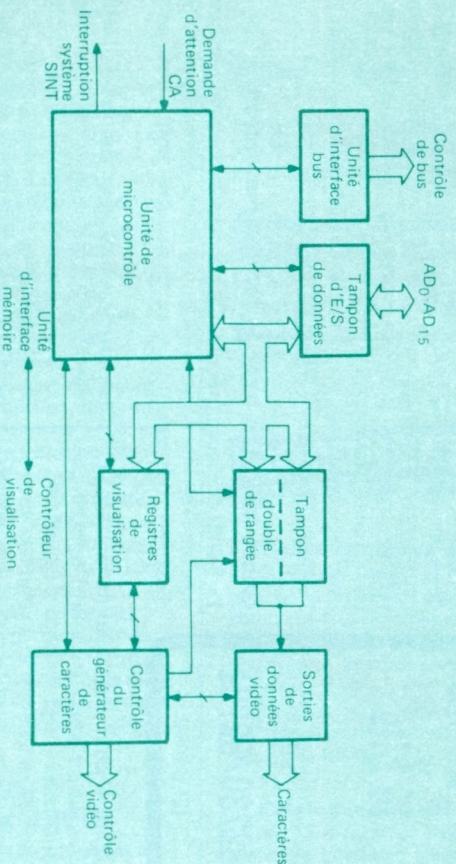 Contrôle
de bus
AD0-AD15
Unité
d'interface
bus
Tampon
d'E/S
de données
Tampon
double
de rangée
Sorties
de
données
vidéo
Caractères
Demande
d'attention
CA
Unité de
microcontrôle
Registres
de
visualisation
Contrôle
du
générateur
de
caractères
Contrôle
vidéo
Interruption
système
SINT
Unité
d'interface
mémoire
Contrôleur
de
visualisation